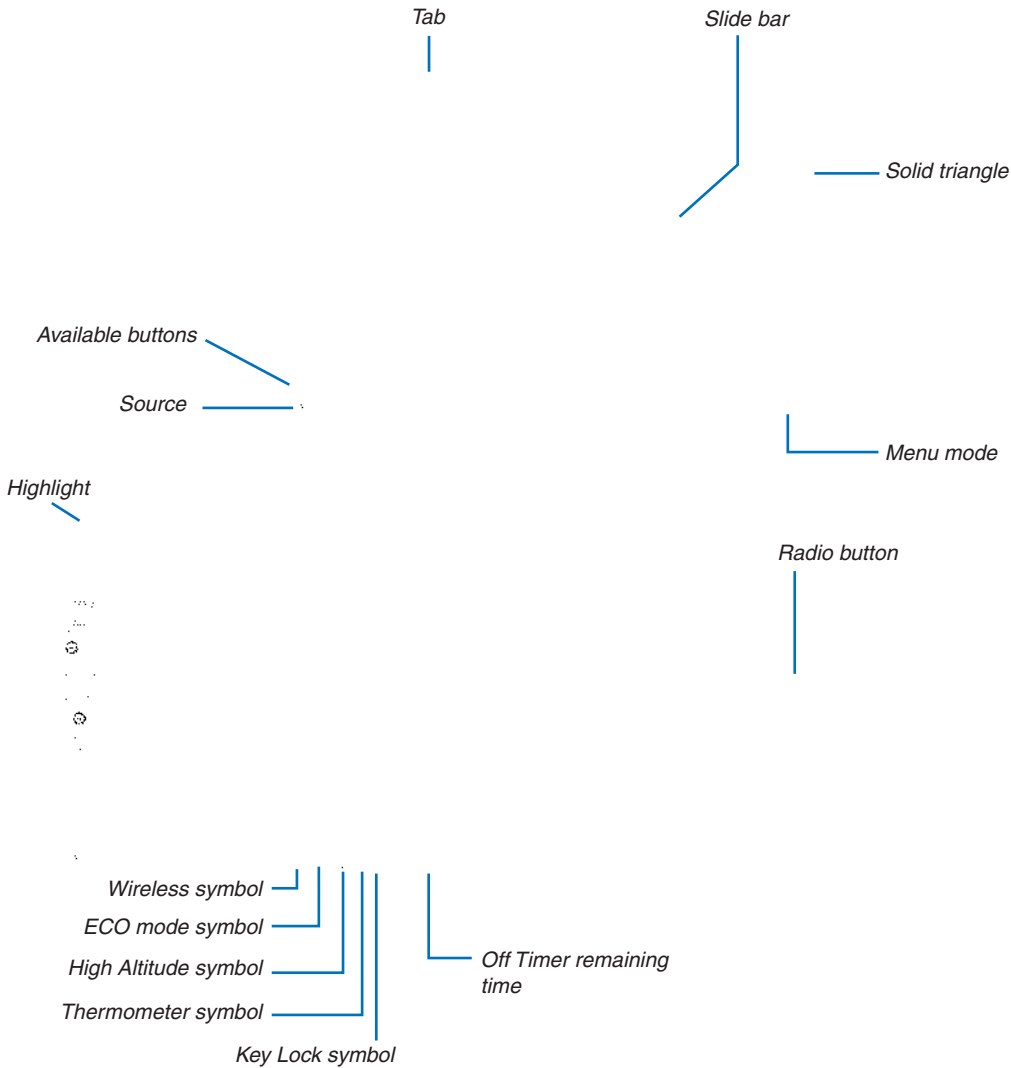 Tab
Slide bar
Solid triangle
Available buttons
Source
Menu mode
Highlight
Radio button
Wireless symbol
ECO mode symbol
High Altitude symbol
Off Timer remaining
time
Thermometer symbol
Key Lock symbol